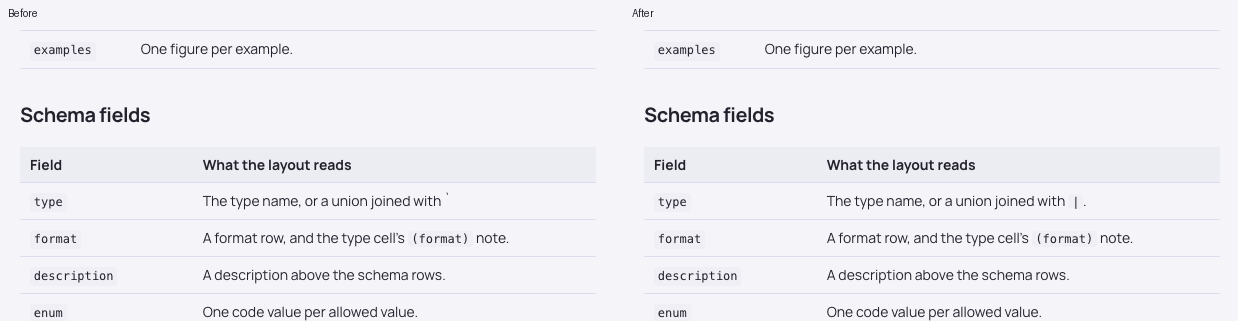 Before
examples One figure per example.
Schema fields
Field What the layout reads
type The type name, or a union joined with `
format A format row, and the type cell's (format) note.
description A description above the schema rows.
enum One code value per allowed value.
After
examples One figure per example.
Schema fields
Field What the layout reads
type The type name, or a union joined with | .
format A format row, and the type cell's (format) note.
description A description above the schema rows.
enum One code value per allowed value.